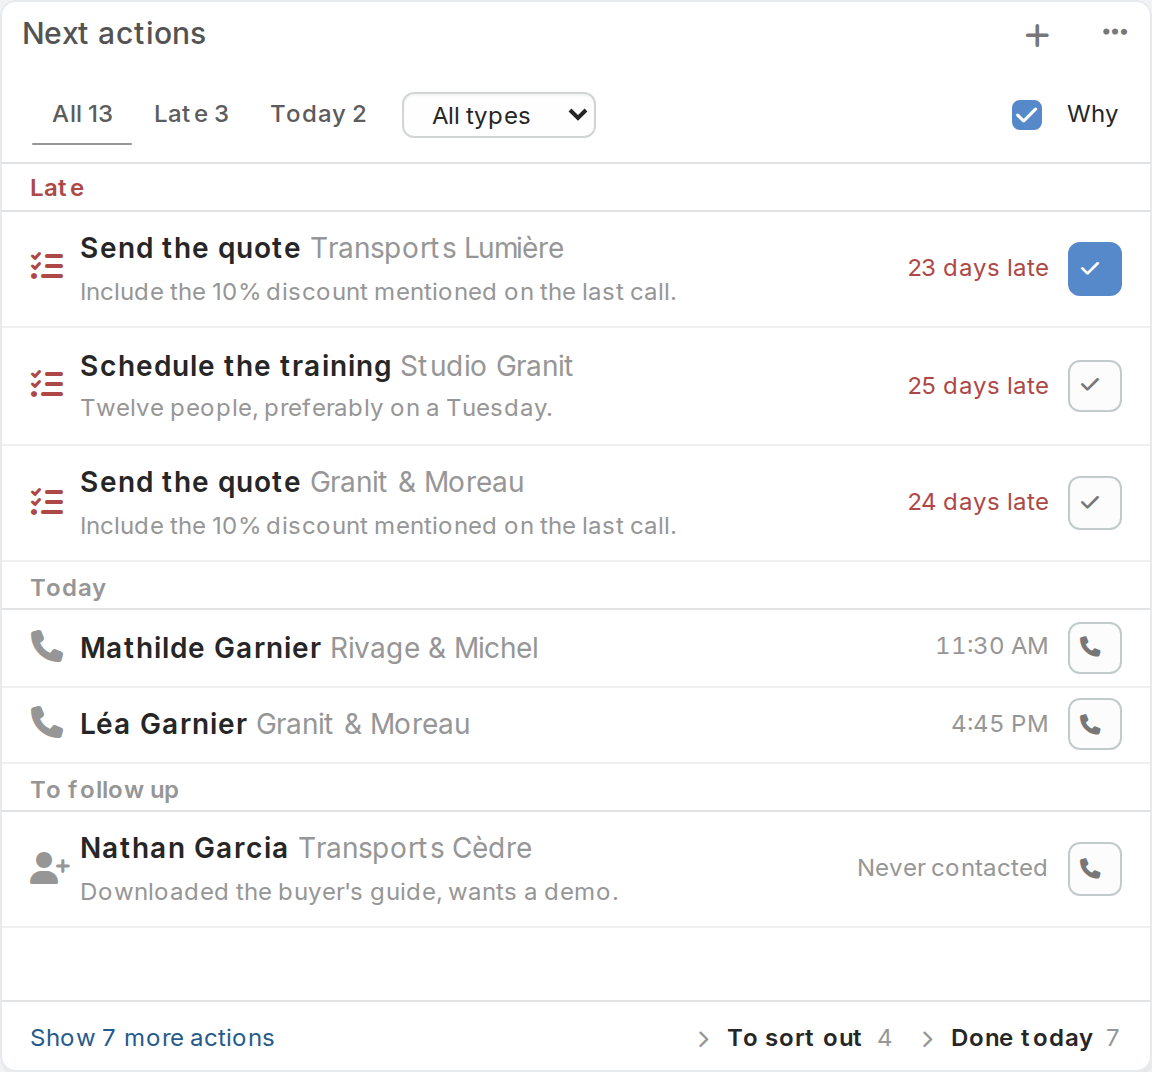 Next actions
All 13 Late 3 Today 2 All types Why
Late
Send the quote Transports Lumière
Include the 10% discount mentioned on the last call.
23 days late
Schedule the training Studio Granit
Twelve people, preferably on a Tuesday.
25 days late
Send the quote Granit & Moreau
Include the 10% discount mentioned on the last call.
24 days late
Today
Mathilde Garnier Rivage & Michel 11:30 AM
Léa Garnier Granit & Moreau 4:45 PM
To follow up
Nathan Garcia Transports Cèdre
Downloaded the buyer's guide, wants a demo.
Never contacted
Show 7 more actions To sort out 4 Done today 7